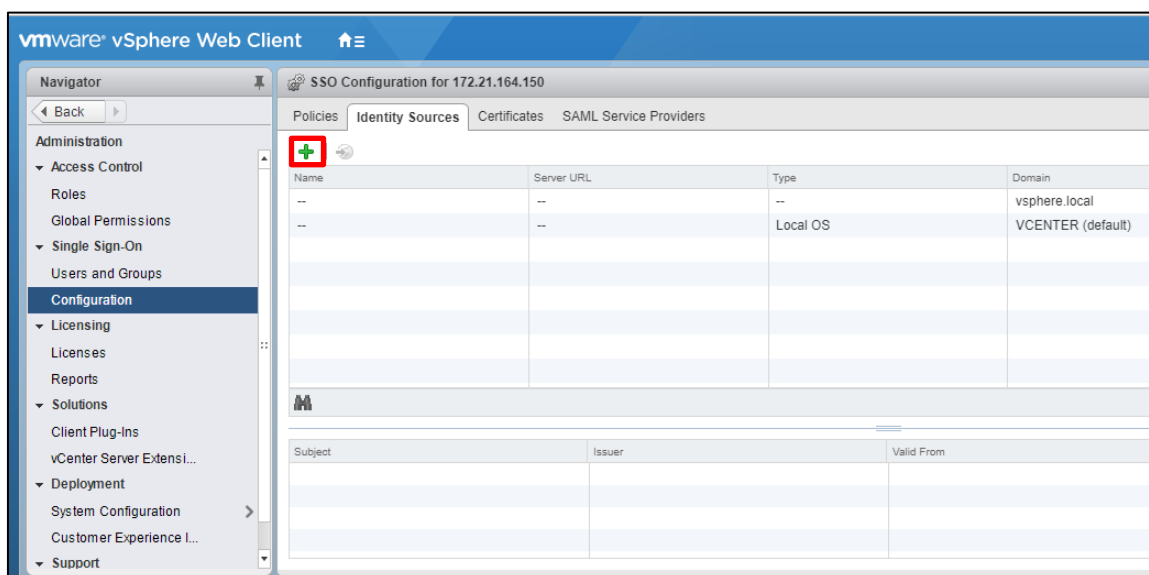 vmware® vSphere Web Client
Navigator
Back
Administration
Access Control
Roles
Global Permissions
Single Sign-On
Users and Groups
Configuration
Licensing
Licenses
Reports
Solutions
Client Plug-Ins
vCenter Server Extensi...
Deployment
System Configuration
Customer Experience I...
Support
SSO Configuration for 172.21.164.150
Policies Identity Sources Certificates SAML Service Providers
Name Server URL Type Domain
-- -- -- vsphere.local
-- -- Local OS VCENTER (default)
Subject Issuer Valid From